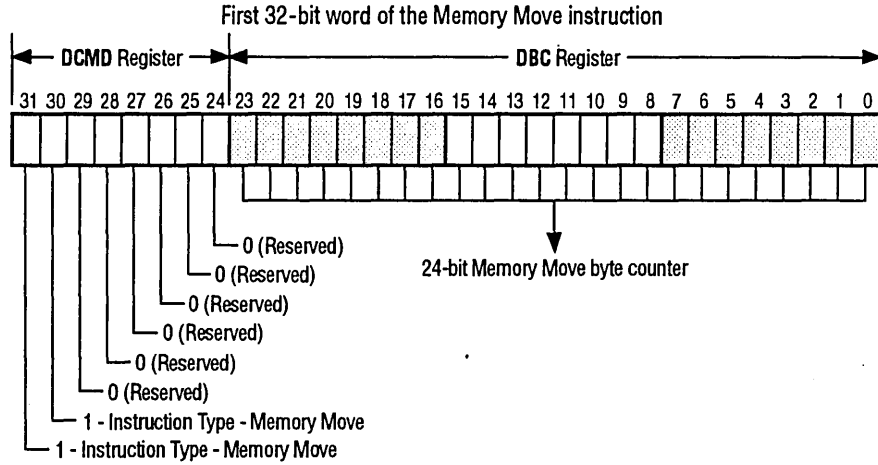 First 32-bit word of the Memory Move instruction
DCMD Register DBC Register
31 30 29 28 27 26 25 24 23 22 21 20 19 18 17 16 15 14 13 12 11 10 9 8 7 6 5 4 3 2 1 0
0 (Reserved)
24-bit Memory Move byte counter
0 (Reserved)
0 (Reserved)
0 (Reserved)
0 (Reserved)
0 (Reserved)
1 - Instruction Type - Memory Move
1 - Instruction Type - Memory Move